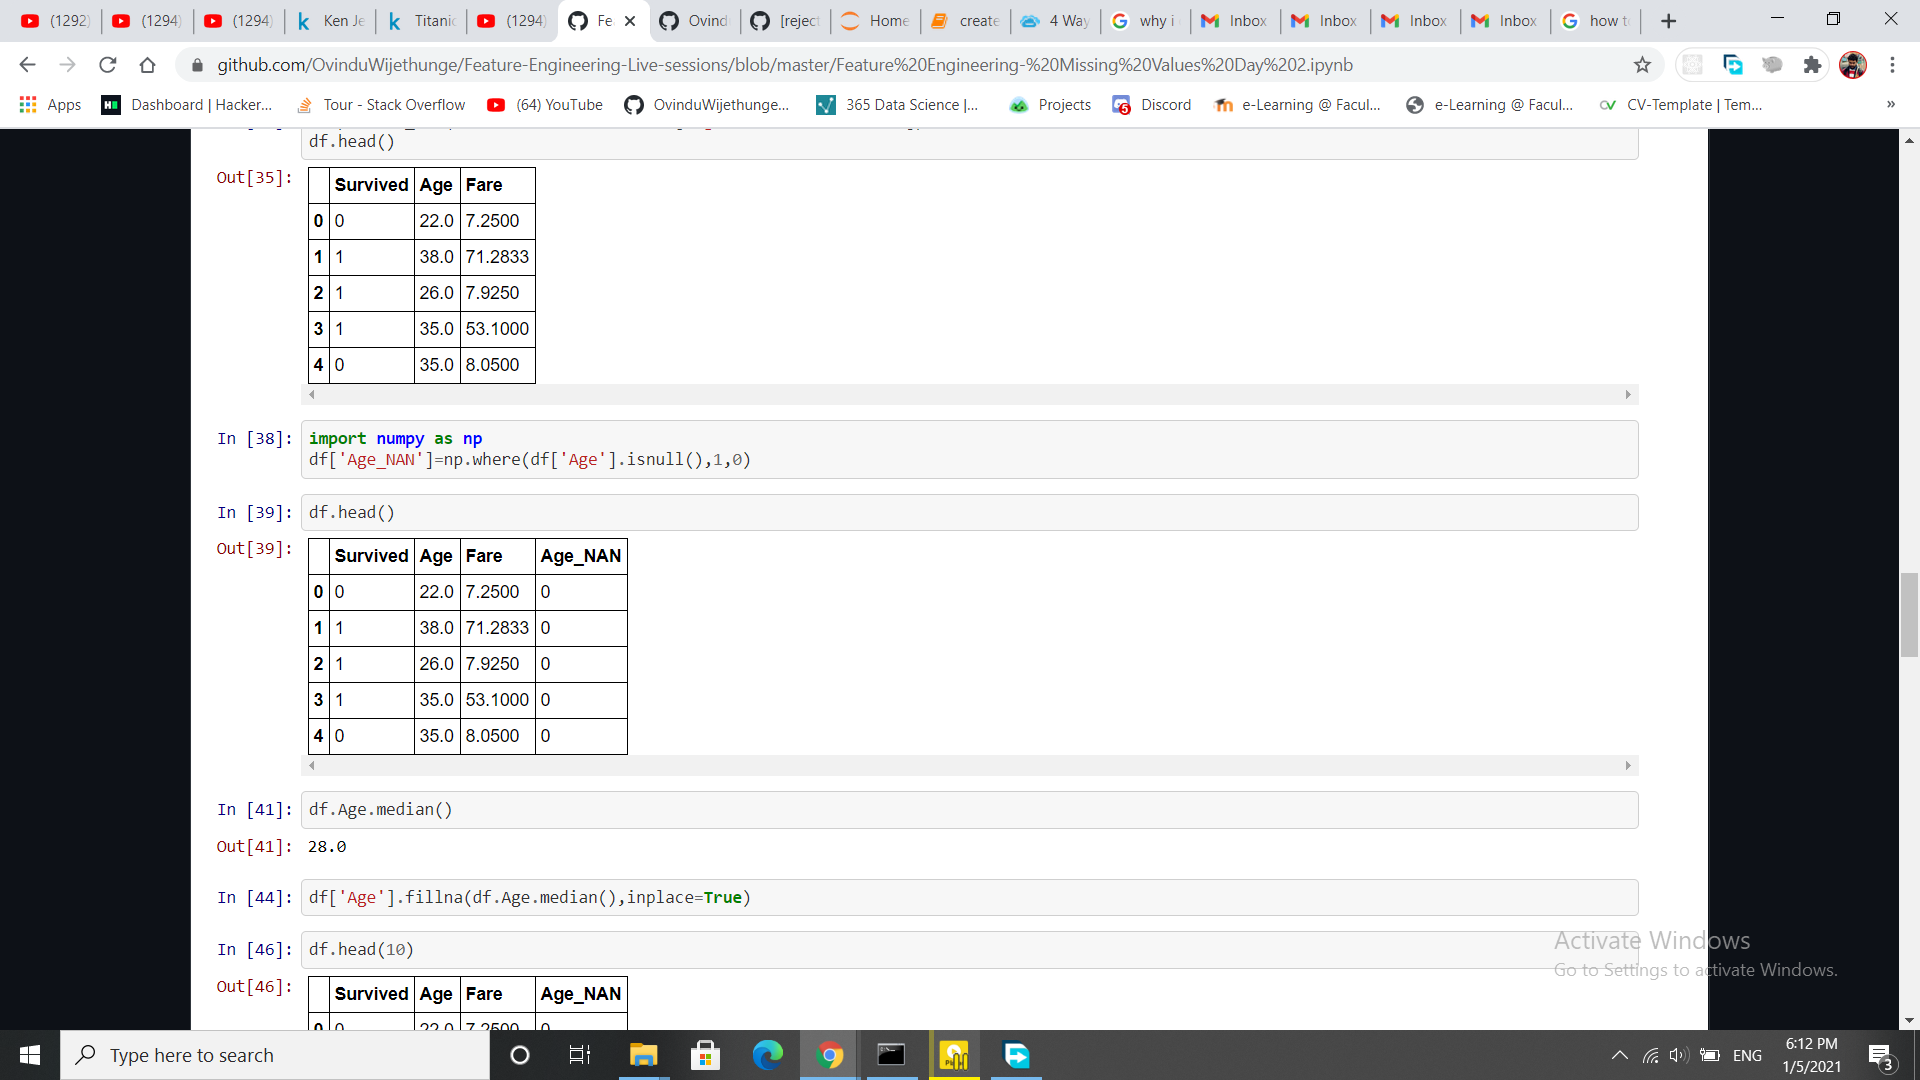 (1292)
(1294)
(1294)
Ken Je
Titanic
(1294)
Fe
Ovind
[reject
Home
create
4 Way
why i
Inbox
Inbox
Inbox
Inbox
how t
github.com/OvinduWijethunge/Feature-Engineering-Live-sessions/blob/master/Feature%20Engineering-%20Missing%20Values%20Day%202.ipynb
Apps
Dashboard | Hacker...
Tour - Stack Overflow
(64) YouTube
OvinduWijethunge...
365 Data Science |...
Projects
Discord
e-Learning @ Facul...
e-Learning @ Facul...
CV-Template | Tem...
»
df.head()
Out[35]:
Survived Age Fare
0 0 22.0 7.2500
1 1 38.0 71.2833
2 1 26.0 7.9250
3 1 35.0 53.1000
4 0 35.0 8.0500
In [38]: import numpy as np
df['Age_NAN']=np.where(df['Age'].isnull(),1,0)
In [39]: df.head()
Out[39]:
Survived Age Fare Age_NAN
0 0 22.0 7.2500 0
1 1 38.0 71.2833 0
2 1 26.0 7.9250 0
3 1 35.0 53.1000 0
4 0 35.0 8.0500 0
In [41]: df.Age.median()
Out[41]: 28.0
In [44]: df['Age'].fillna(df.Age.median(),inplace=True)
In [46]: df.head(10)
Out[46]:
Survived Age Fare Age_NAN
0 0 22.0 7.2500 0
Activate Windows
Go to Settings to activate Windows.
Type here to search
ENG
6:12 PM
1/5/2021
3